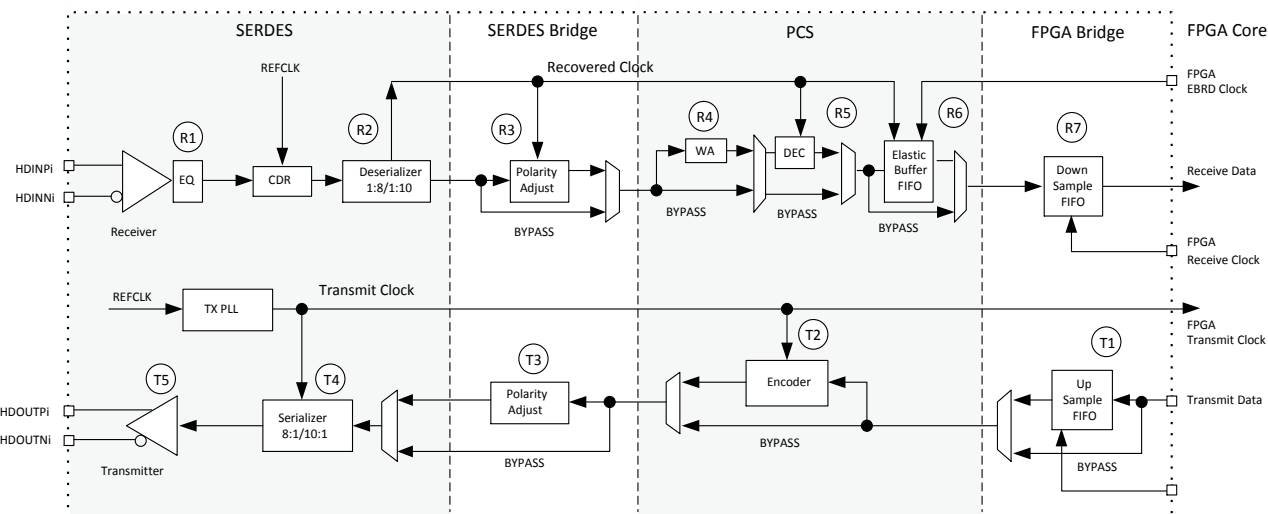 SERDES
SERDES Bridge
PCS
FPGA Bridge
FPGA Core
REFCLK
Recovered Clock
FPGA
EBRD Clock
R1
R2
R3
R4
R5
R6
R7
HDINPi
HDINNi
EQ
CDR
Deserializer
1:8/1:10
Polarity
Adjust
WA
DEC
Elastic
Buffer
FIFO
Down
Sample
FIFO
Receive Data
Receiver
BYPASS
BYPASS
BYPASS
BYPASS
FPGA
Receive Clock
REFCLK
TX PLL
Transmit Clock
FPGA
Transmit Clock
T5
T4
T3
T2
T1
HDOUTPi
HDOUTNi
Serializer
8:1/10:1
Polarity
Adjust
Encoder
Up
Sample
FIFO
Transmit Data
Transmitter
BYPASS
BYPASS
BYPASS